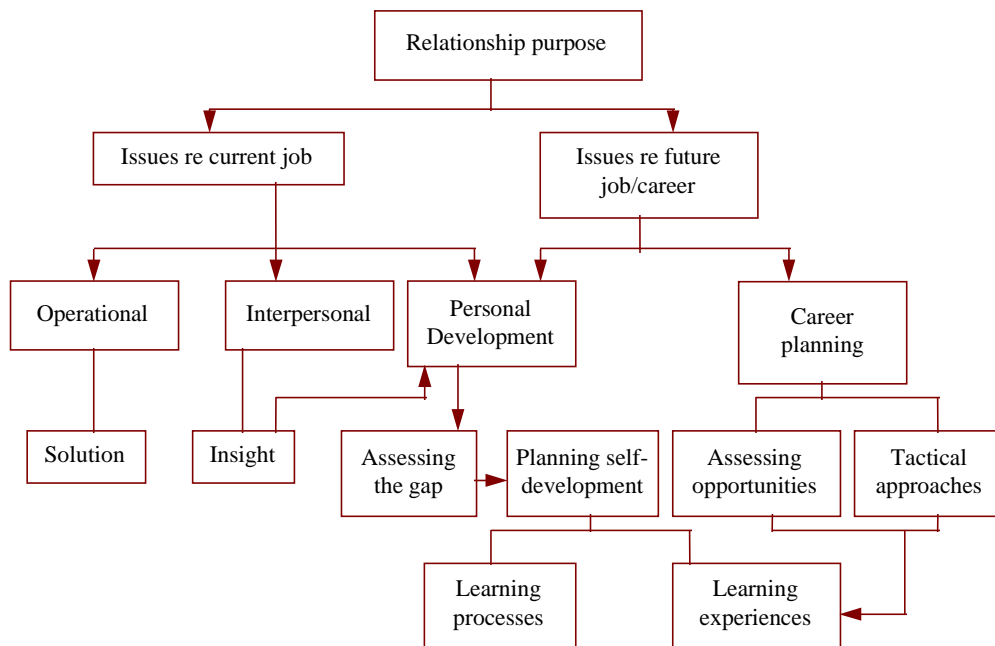 Relationship purpose
Issues re current job
Issues re future
job/career
Operational
Interpersonal
Personal
Development
Career
planning
Solution
Insight
Assessing
the gap
Planning self-
development
Assessing
opportunities
Tactical
approaches
Learning
processes
Learning
experiences